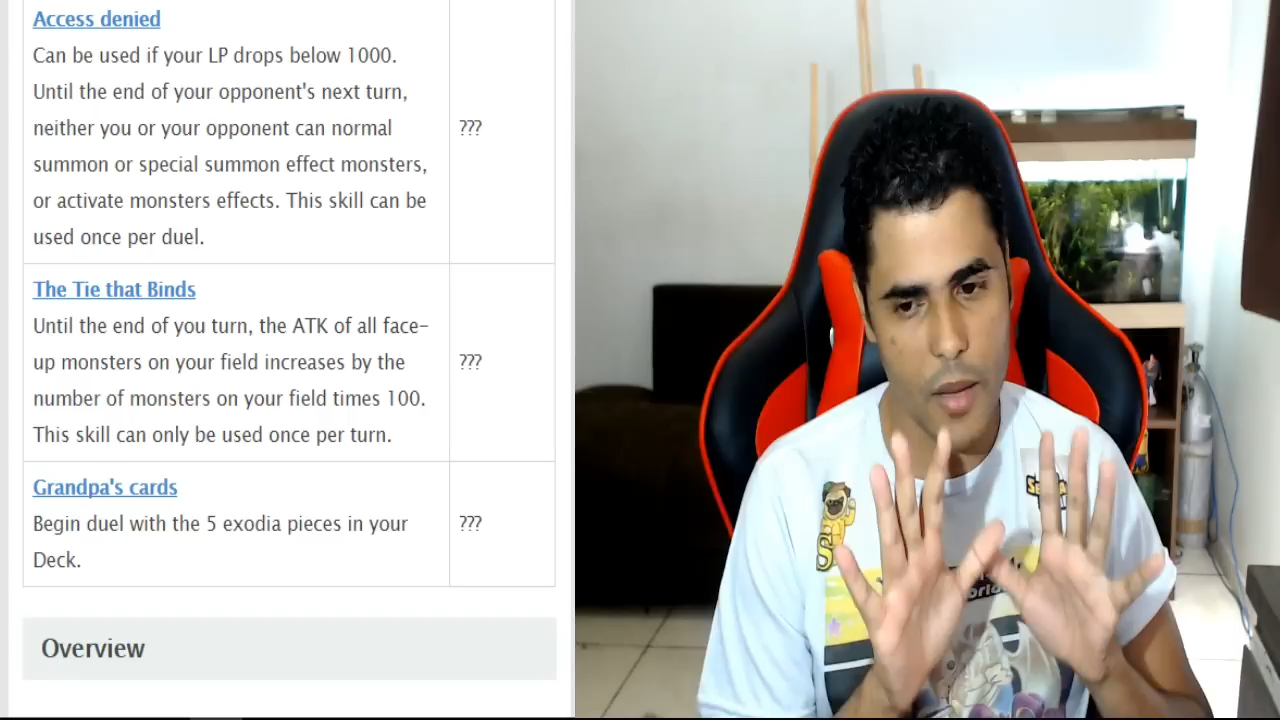 Access denied
Can be used if your LP drops below 1000.
Until the end of your opponent's next turn,
neither you or your opponent can normal
summon or special summon effect monsters,
or activate monsters effects. This skill can be
used once per duel.
???
The Tie that Binds
Until the end of you turn, the ATK of all face-
up monsters on your field increases by the
number of monsters on your field times 100.
This skill can only be used once per turn.
???
Grandpa's cards
Begin duel with the 5 exodia pieces in your
Deck.
???
Overview